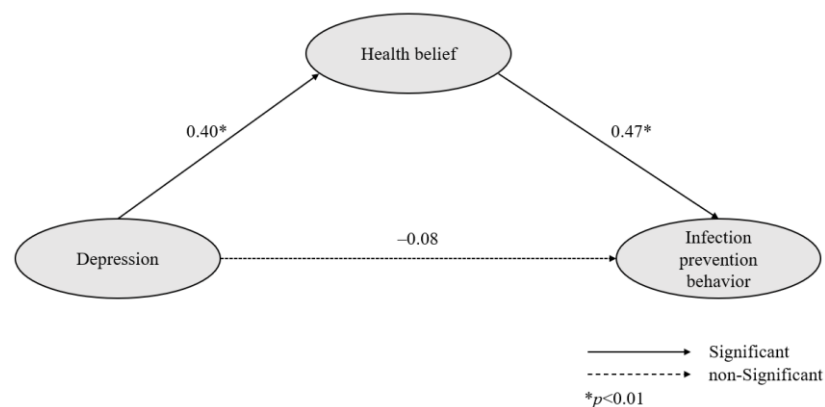 Health belief
0.40*
0.47*
Depression
–0.08
Infection
prevention
behavior
Significant
non-Significant
*p<0.01